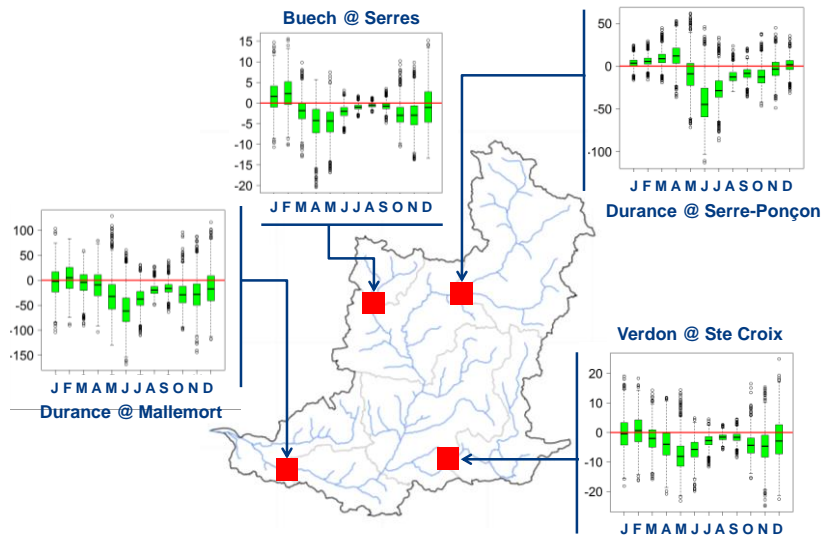 Buech @ Serres
15
10
5
0
-5
-10
-15
-20
J F M A M J J A S O N D
50
0
-50
-100
J F M A M J J A S O N D
Durance @ Serre-Ponçon
100
50
0
-50
-100
-150
J F M A M J J A S O N D
Durance @ Mallemort
Verdon @ Ste Croix
20
10
0
-10
-20
J F M A M J J A S O N D